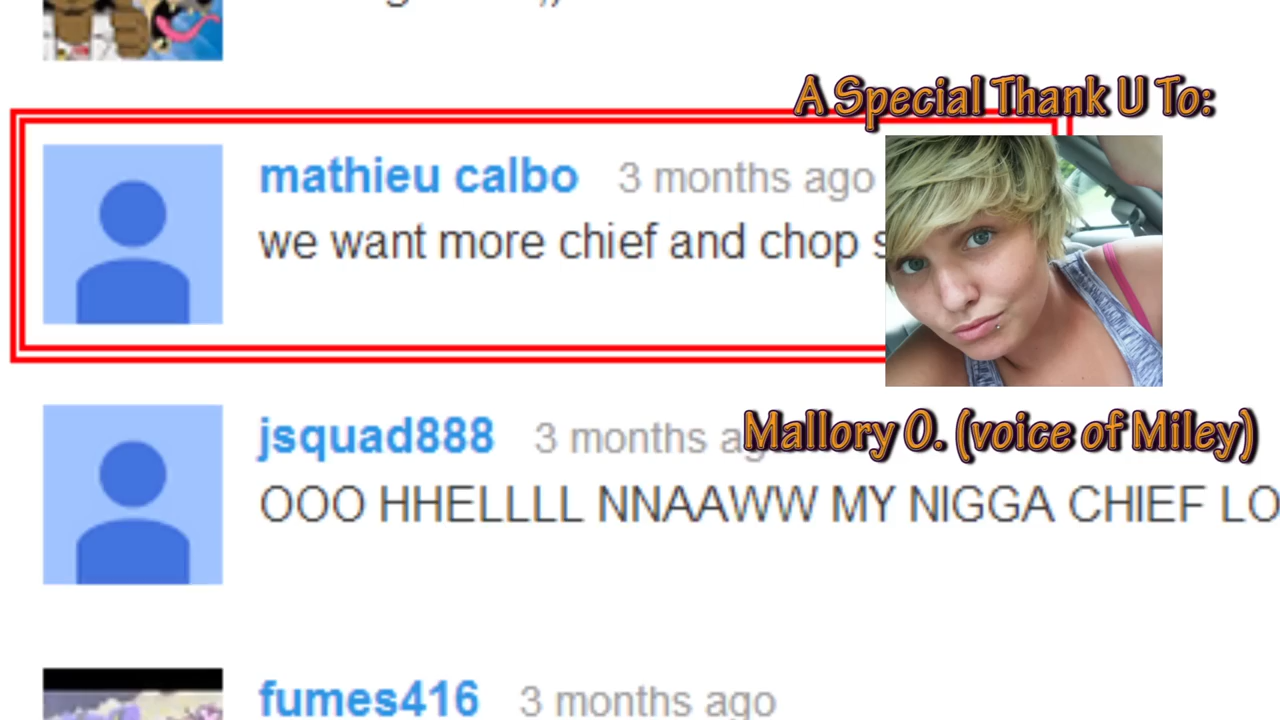 A Special Thank U To:
mathieu calbo 3 months ago
we want more chief and chop
Mallory O. (voice of Miley)
jsquad888 3 months
OOO HHELLLL NNAAWW MY NIGGA CHIEF LO
fumes416 3 months ago